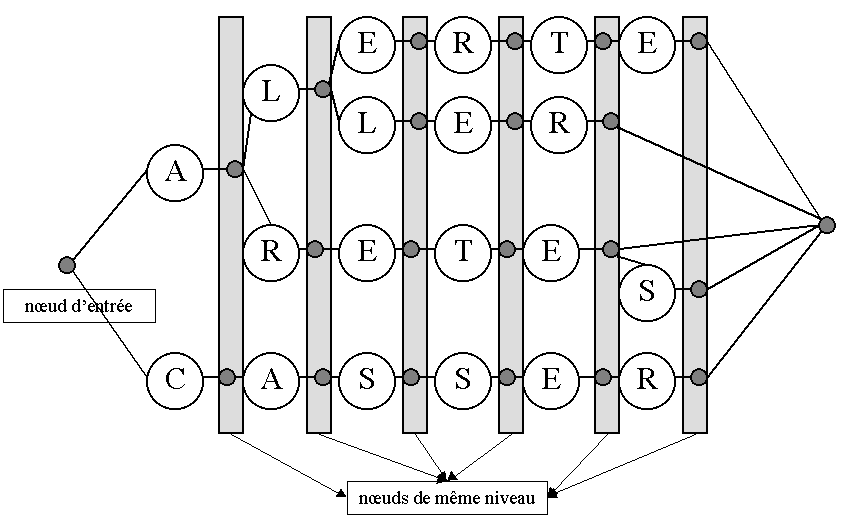 E R T E
L
L E R
A
R E T E
S
nœud d'entrée
C A S S E R
nœuds de même niveau